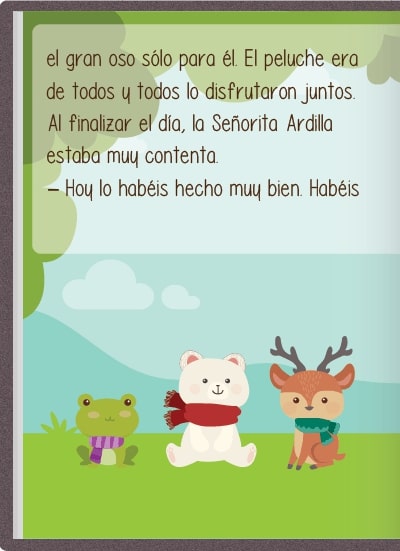 el gran oso sólo para él. El peluche era
de todos y todos lo disfrutaron juntos.
Al finalizar el día, la Señorita Ardilla
estaba muy contenta.
– Hoy lo habéis hecho muy bien. Habéis